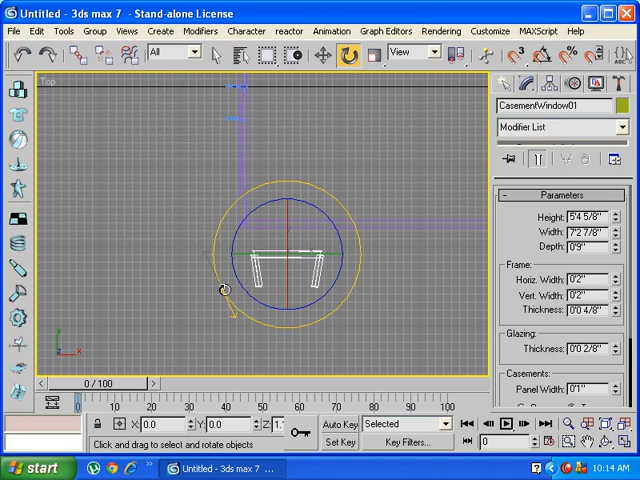 Untitled - 3ds max 7 - Stand-alone License
File Edit Tools Group Views Create Modifiers Character reactor Animation Graph Editors Rendering Customize MAXScript Help
All
View
Top
CasementWindow01
Modifier List
Parameters
Height: 5'4 5/8"
Width: 7'2 7/8"
Depth: 0'9"
Frame:
Horiz. Width: 0'2"
Vert. Width: 0'2"
Thickness: 0'0 4/8"
Glazing:
Thickness: 0'0 2/8"
Casements:
Panel Width: 0'1"
0 / 100
0 10 20 30 40 50 60 70 80 90 100
X: 0.0 Y: 0.0 Z:
Auto Key Selected
Set Key Key Filters...
0
Click and drag to select and rotate objects
start
Untitled - 3ds max 7 ...
10:14 AM